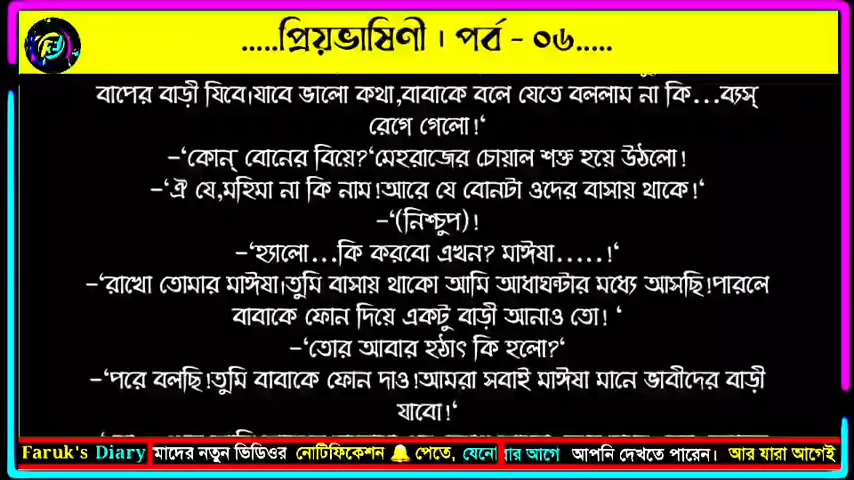 .....প্রিয়ভাষিণী । পর্ব - ০৬.....
বাপের বাড়ী যিবে।যাবে ভালো কথা,বাবাকে বলে যেতে বললাম না কি...ব্যস্
রেগে গেলো!‘
–‘কোন্ বোনের বিয়ে?‘মেহরাজের চোয়াল শক্ত হয়ে উঠলো!
–‘ঐ যে,মহিমা না কি নাম!আরে যে বোনটা ওদের বাসায় থাকে!‘
–‘(নিশ্চুপ)!
–‘হ্যালো...কি করবো এখন? মাঈষা.....!‘
–‘রাখো তোমার মাঈষা।তুমি বাসায় থাকো আমি আধাঘন্টার মধ্যে আসছি!পারলে
বাবাকে ফোন দিয়ে একটু বাড়ী আনাও তো! ‘
–‘তোর আবার হঠাৎ কি হলো?‘
–‘পরে বলছি!তুমি বাবাকে ফোন দাও!আমরা সবাই মাঈষা মানে ভাবীদের বাড়ী
যাবো!‘
Faruk's Diary মাদের নতুন ভিডিওর নোটিফিকেশন 🔔 পেতে, যেনো বার আগে আপনি দেখতে পারেন। আর যারা আগেই